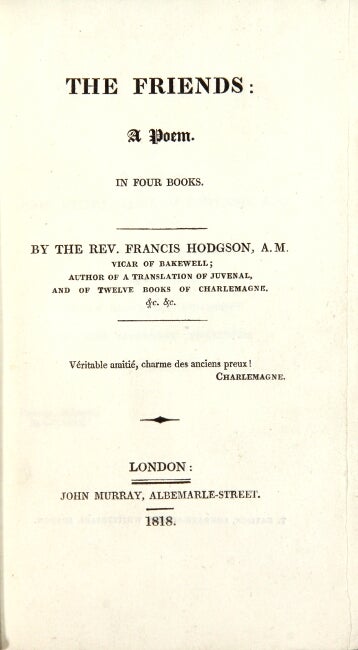 THE FRIENDS:
A Poem.
IN FOUR BOOKS.
BY THE REV. FRANCIS HODGSON, A.M.
VICAR OF BAKEWELL;
AUTHOR OF A TRANSLATION OF JUVENAL,
AND OF TWELVE BOOKS OF CHARLEMAGNE.
&c. &c.
Véritable amitié, charme des anciens preux!
CHARLEMAGNE.
LONDON:
JOHN MURRAY, ALBEMARLE-STREET.
1818.